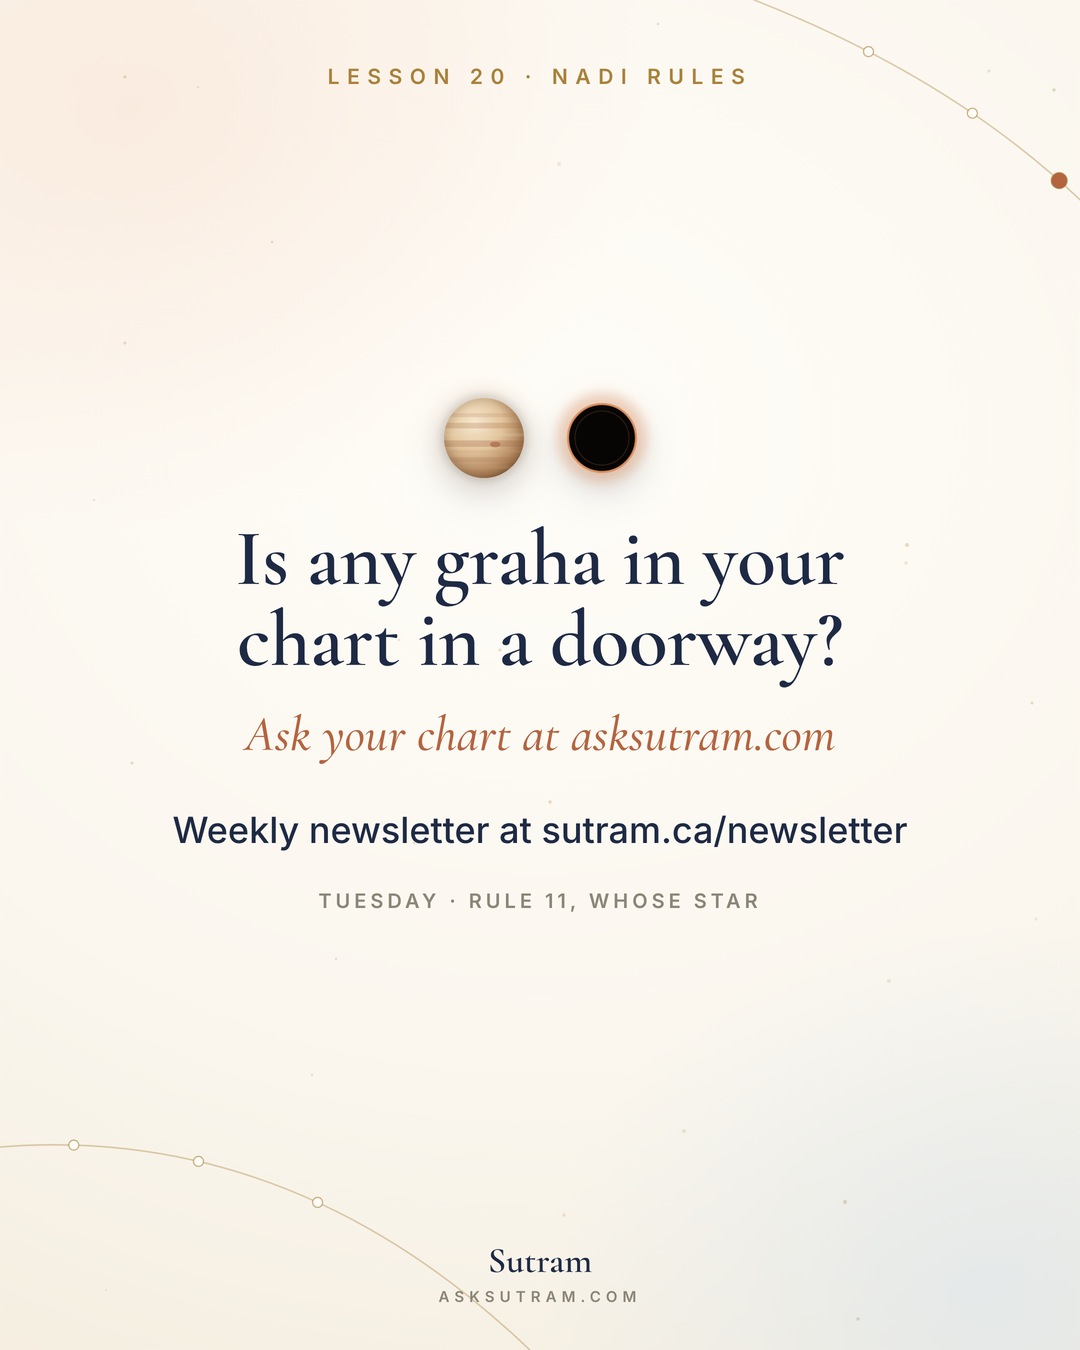 LESSON 20 · NADI RULES
Is any graha in your
chart in a doorway?
Ask your chart at asksutram.com
Weekly newsletter at sutram.ca/newsletter
TUESDAY · RULE 11, WHOSE STAR
Sutram
ASKSUTRAM.COM